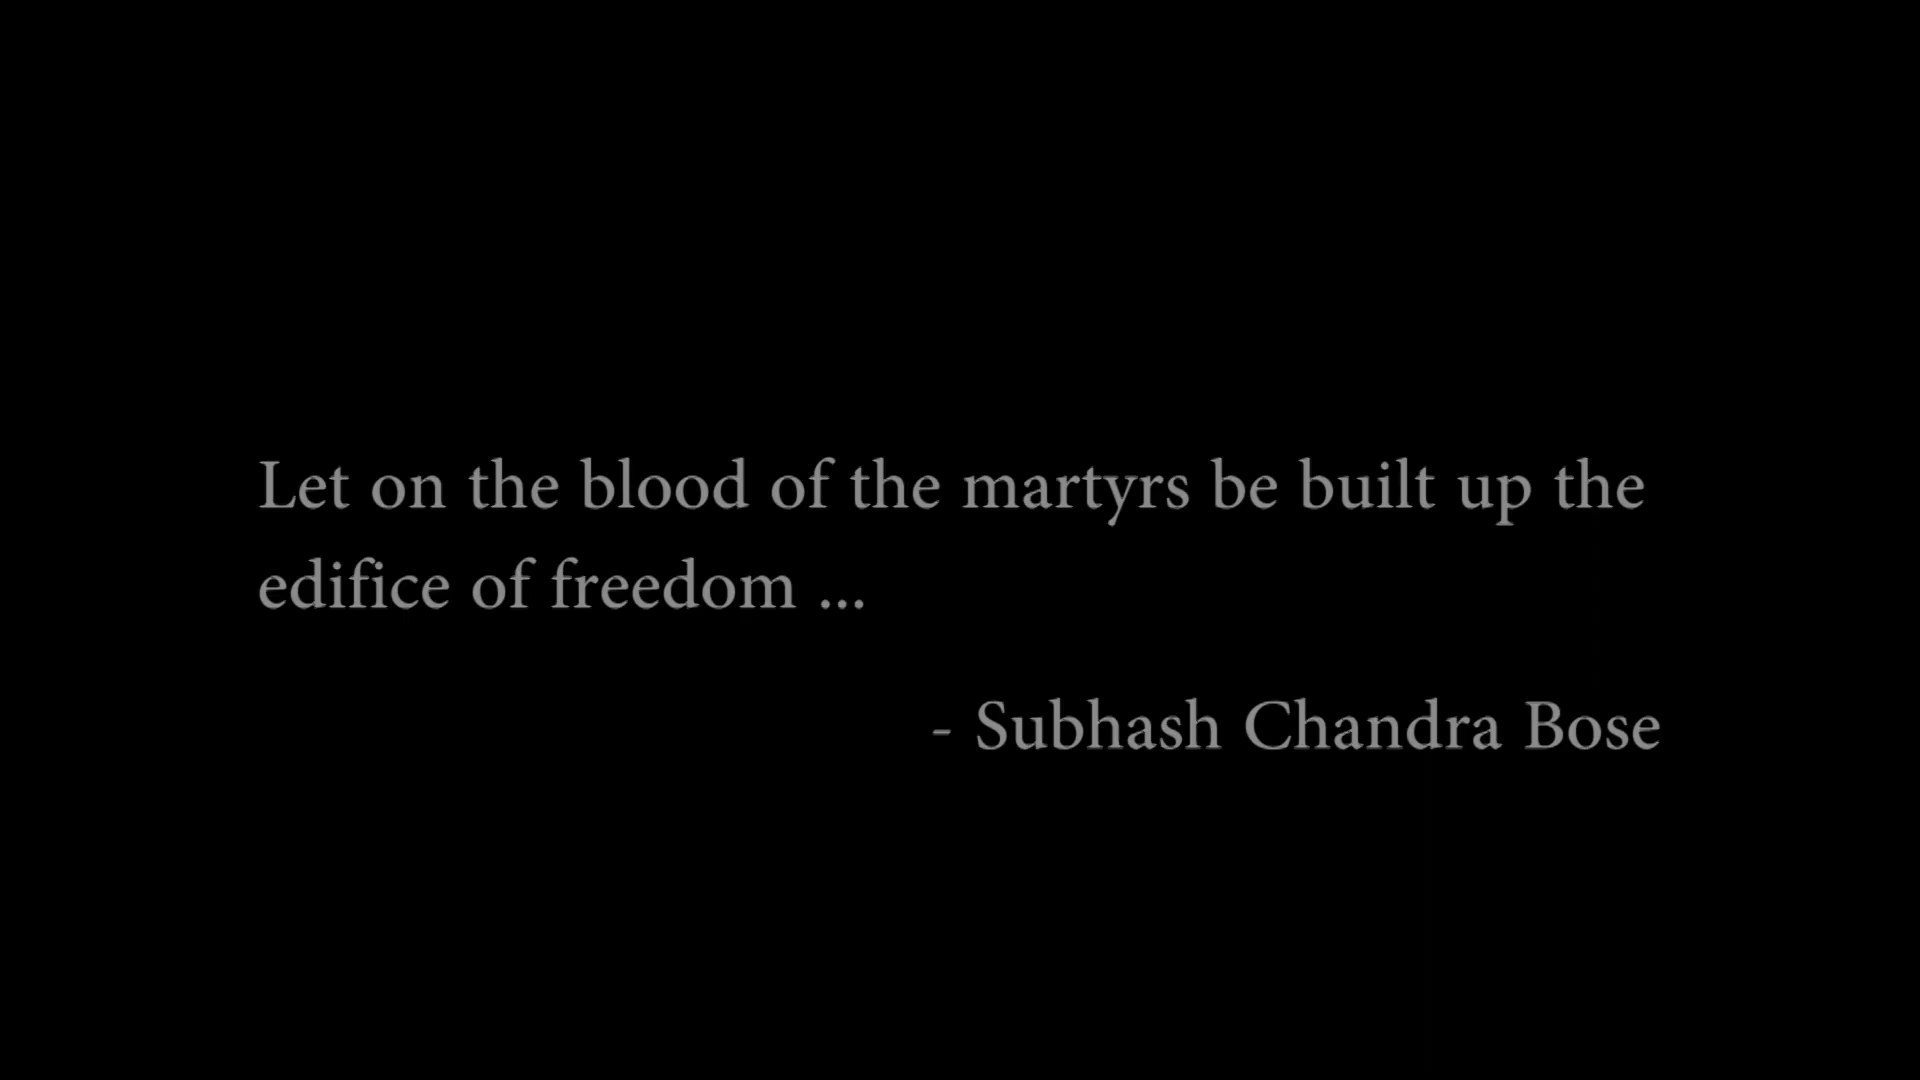 Let on the blood of the martyrs be built up the
edifice of freedom ...
- Subhash Chandra Bose